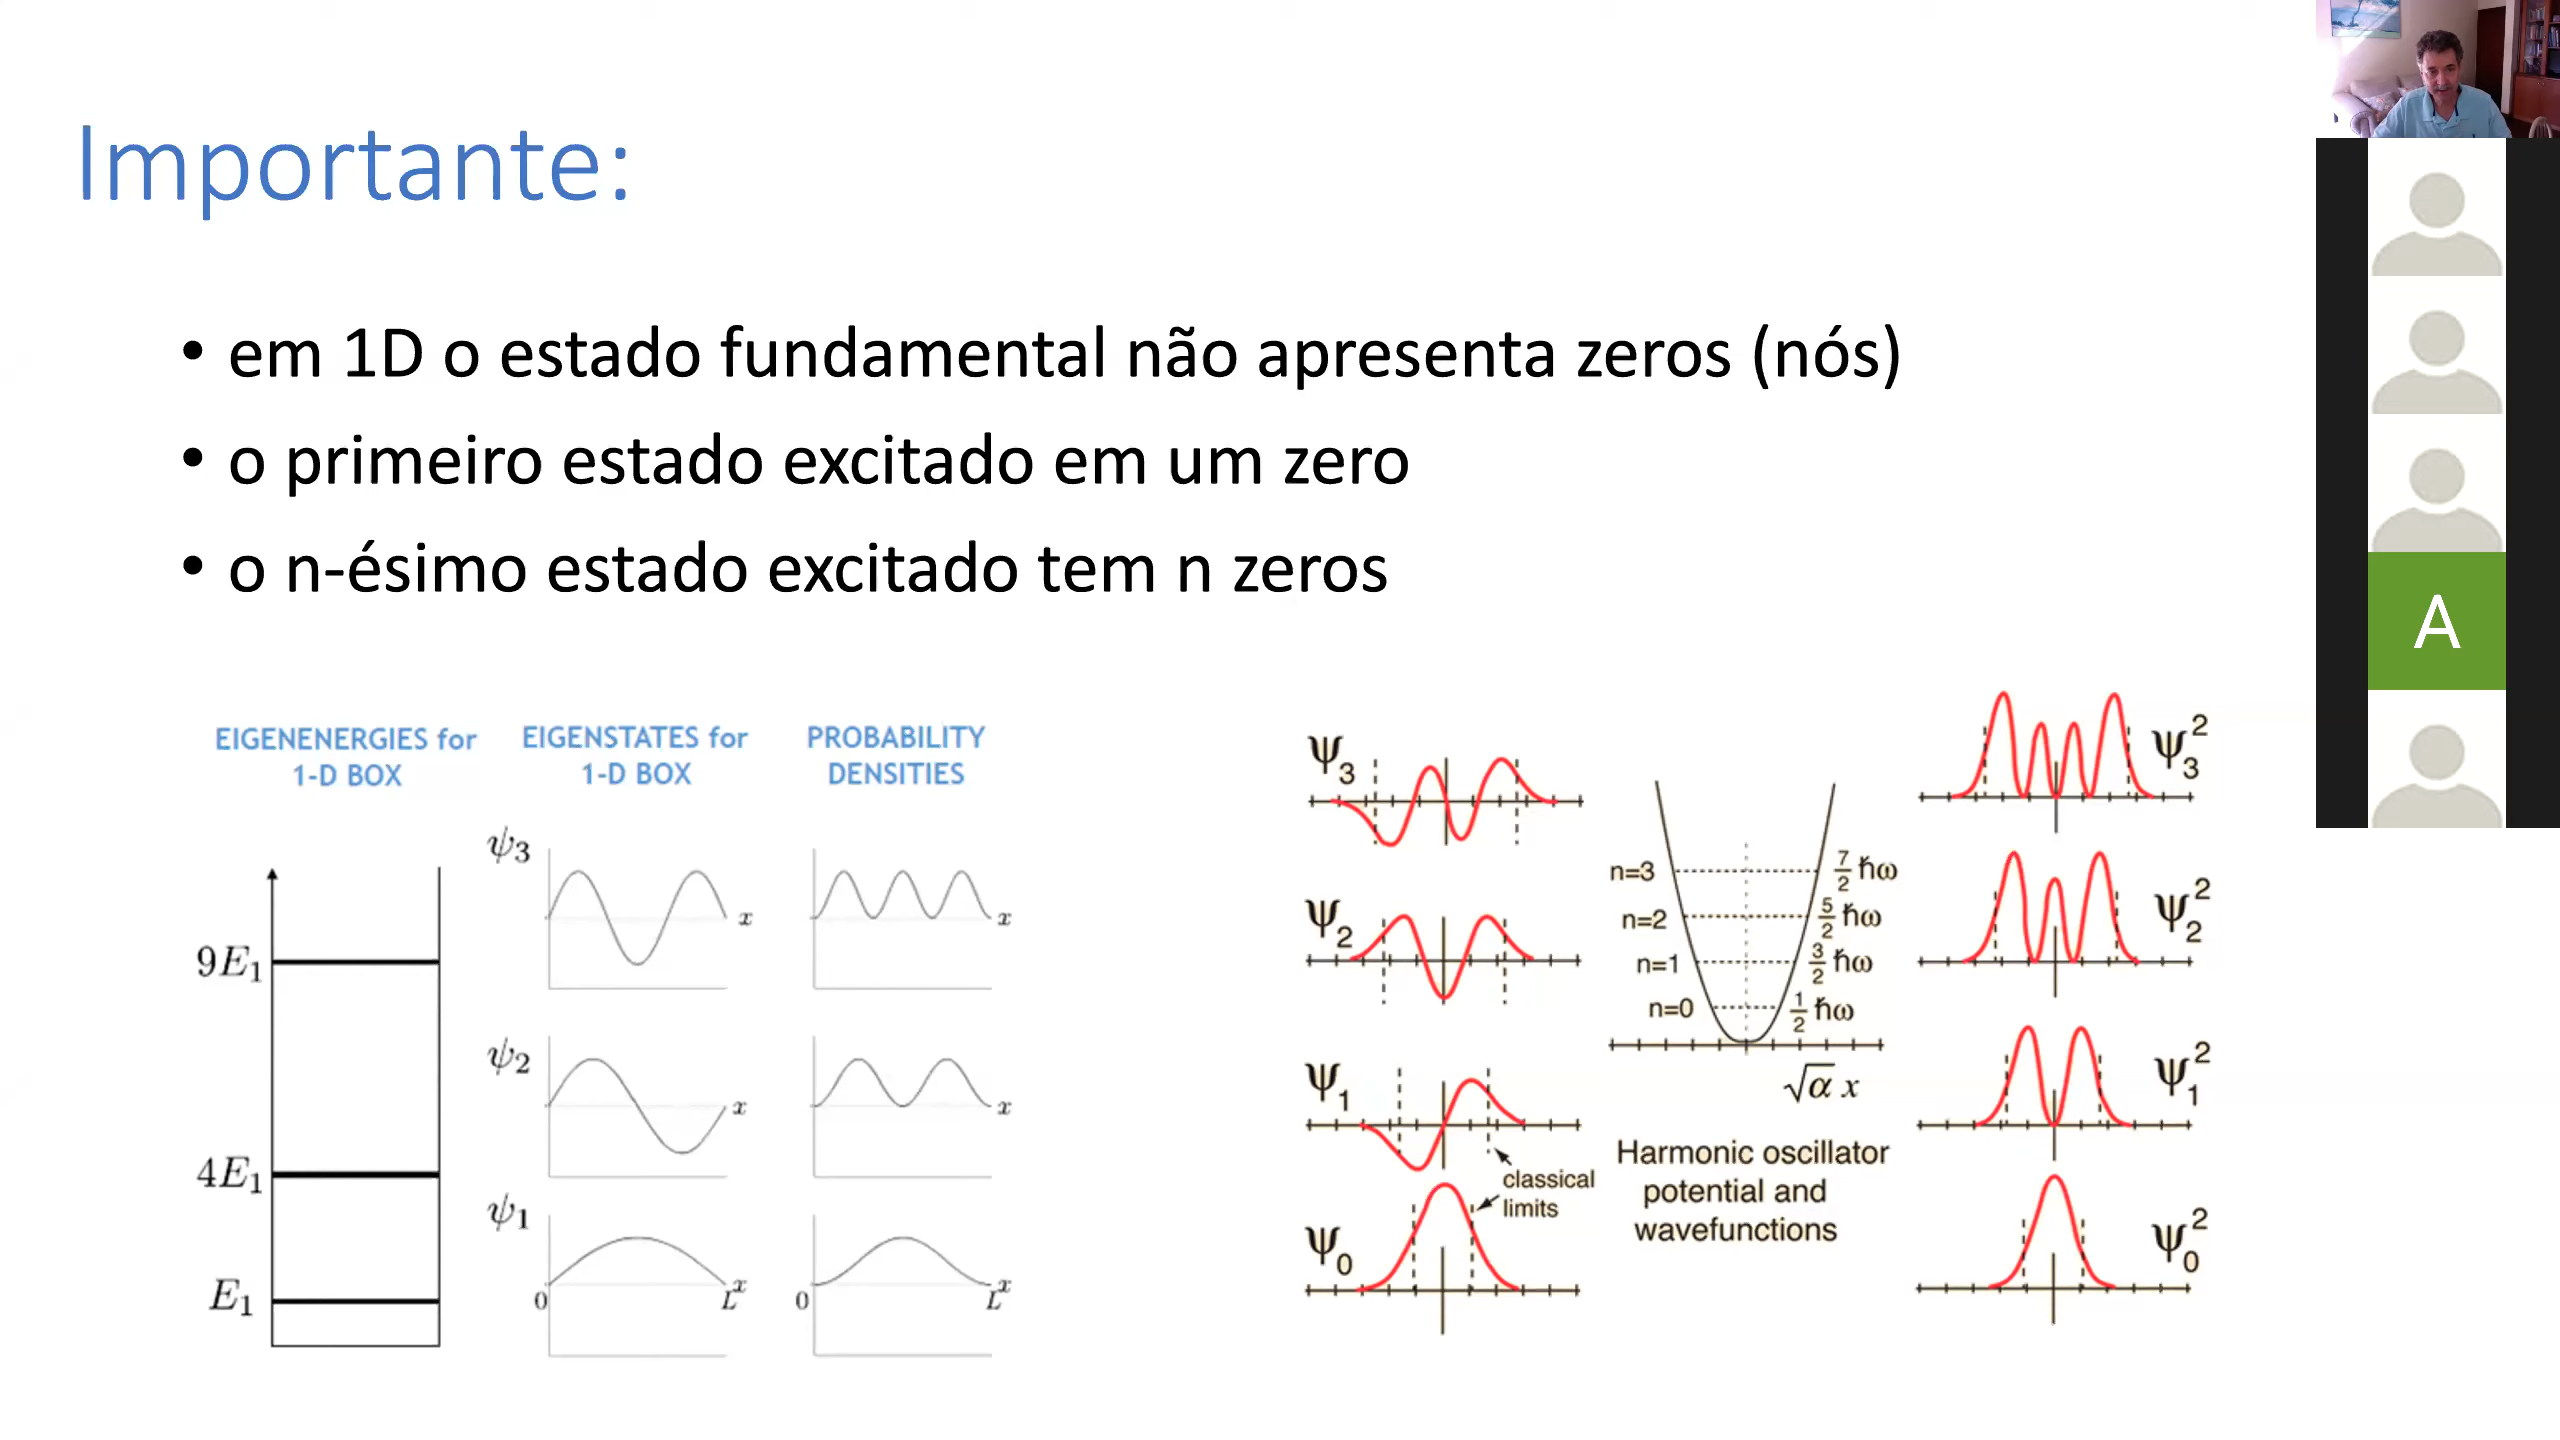 Importante:
• em 1D o estado fundamental não apresenta zeros (nós)
• o primeiro estado excitado em um zero
• o n-ésimo estado excitado tem n zeros
A
EIGENENERGIES for
1-D BOX
9E₁
4E₁
E₁
EIGENSTATES for
1-D BOX
ψ₃
x
ψ₂
x
ψ₁
x
0
L
PROBABILITY
DENSITIES
x
x
x
0
L
Ψ₃
Ψ₂
Ψ₁
Ψ₀
classical
limits
n=3
7/2 ħω
n=2
5/2 ħω
n=1
3/2 ħω
n=0
1/2 ħω
√α x
Harmonic oscillator
potential and
wavefunctions
Ψ₃²
Ψ₂²
Ψ₁²
Ψ₀²